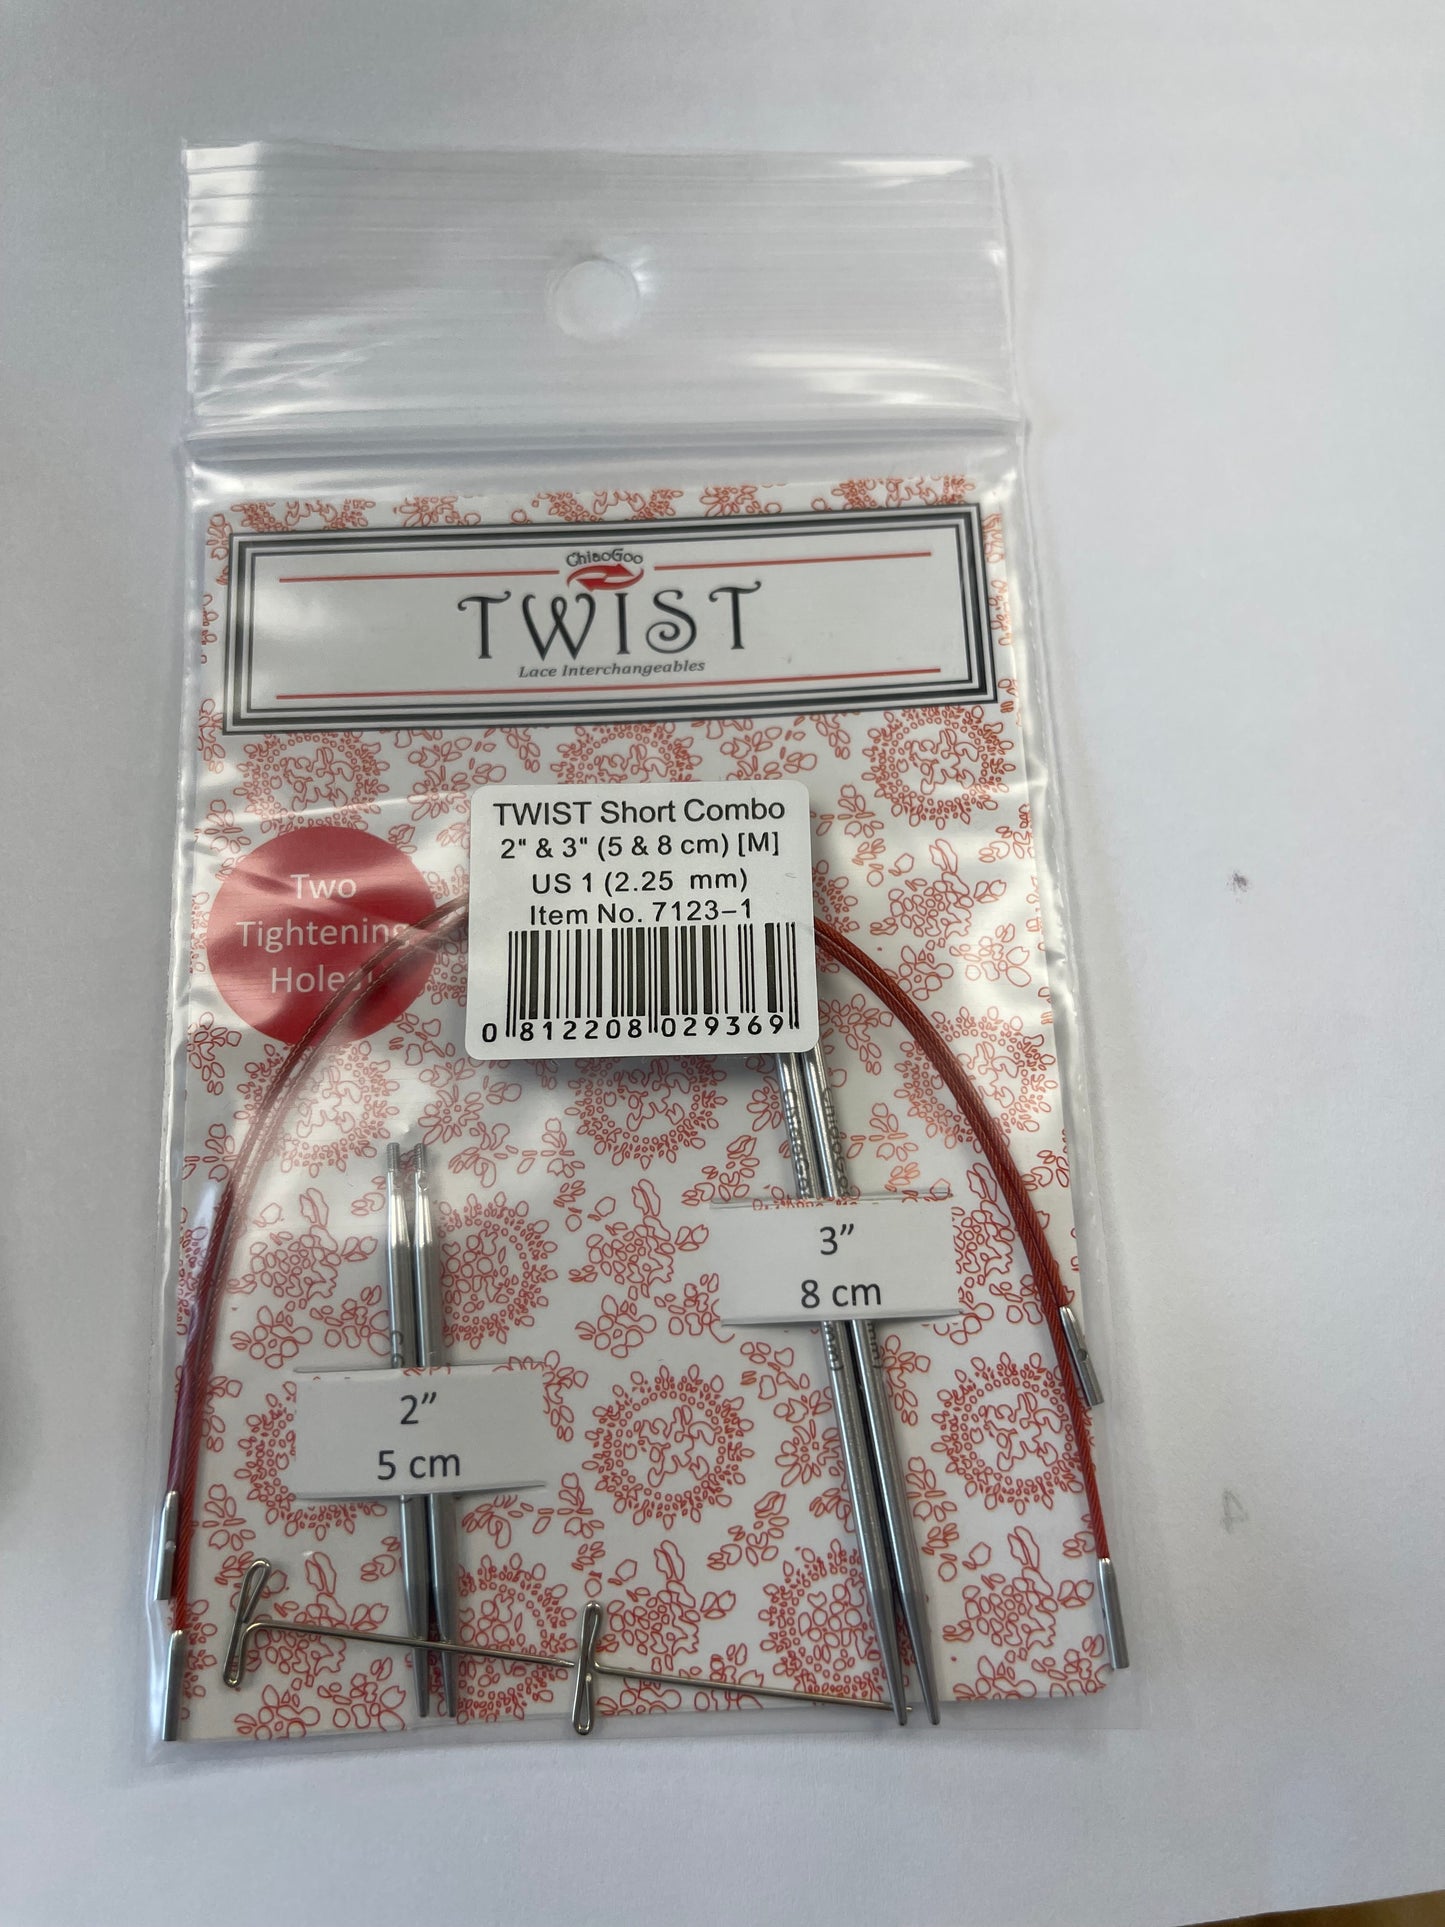 ChiaoGoo
TWIST
Lace Interchangeables
TWIST Short Combo
2" & 3" (5 & 8 cm) [M]
US 1 (2.25 mm)
Item No. 7123-1
0 812208 029369
Two
Tightening
Holes!
3”
8 cm
2”
5 cm